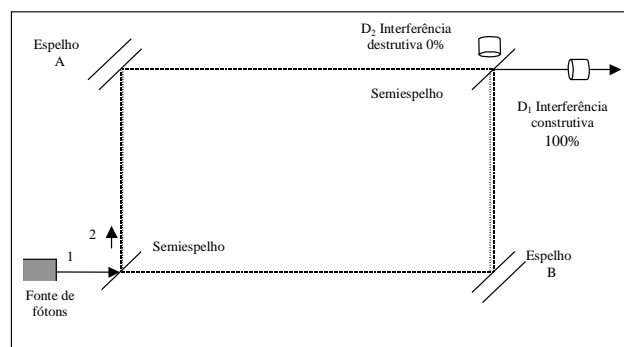 Espelho
A
D₂ Interferência
destrutiva 0%
Semiespelho
D₁ Interferência
construtiva
100%
2
1
Semiespelho
Fonte de
fótons
Espelho
B